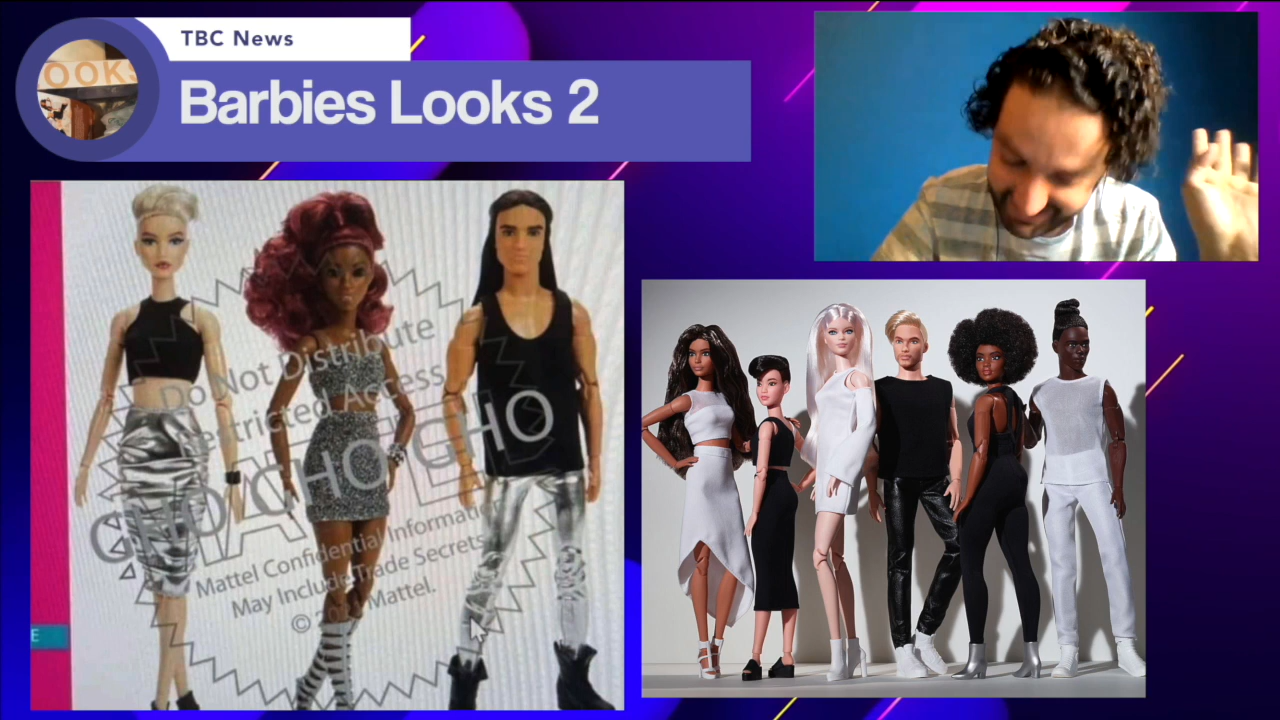 TBC News
Barbies Looks 2
OOKS
Do Not Distribute
Restricted Access
CHO CHO CHO
Mattel Confidential Information
May Include Trade Secrets
Mattel.
E